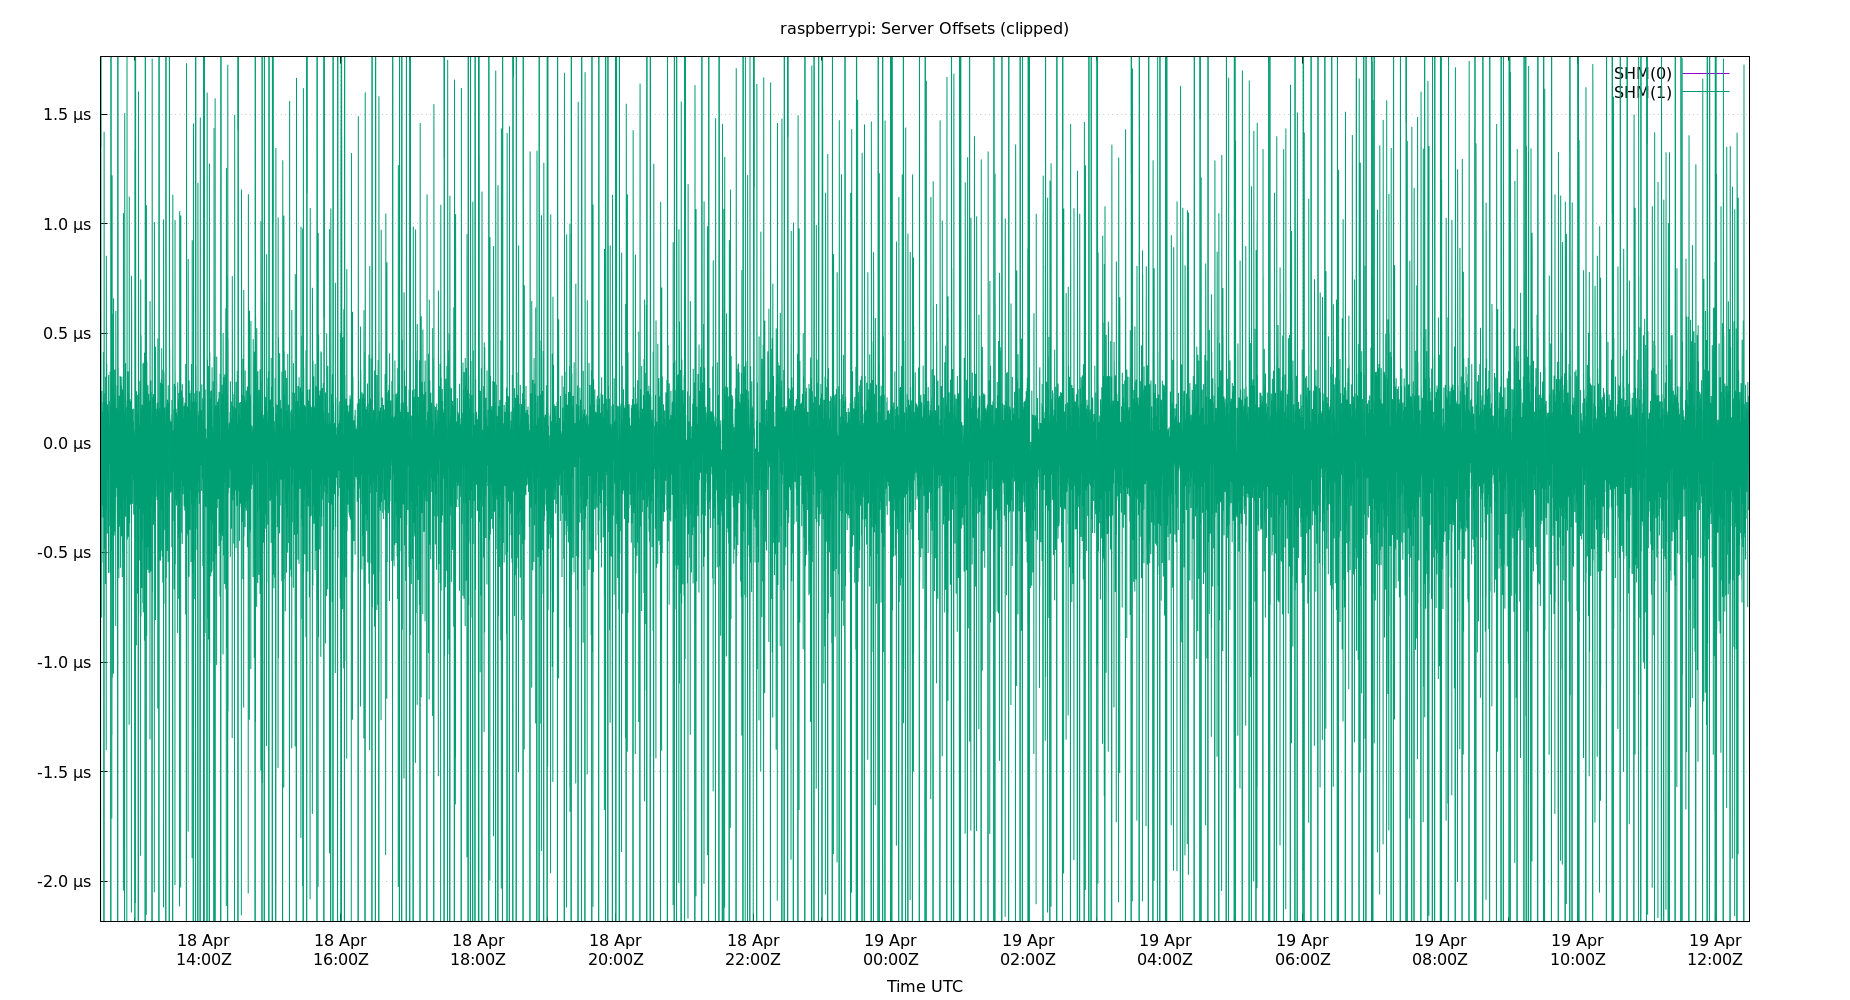 raspberrypi: Server Offsets (clipped)
SHM(0)
SHM(1)
1.5 µs
1.0 µs
0.5 µs
0.0 µs
-0.5 µs
-1.0 µs
-1.5 µs
-2.0 µs
18 Apr 18 Apr 18 Apr 18 Apr 18 Apr 19 Apr 19 Apr 19 Apr 19 Apr 19 Apr 19 Apr 19 Apr
14:00Z 16:00Z 18:00Z 20:00Z 22:00Z 00:00Z 02:00Z 04:00Z 06:00Z 08:00Z 10:00Z 12:00Z
Time UTC